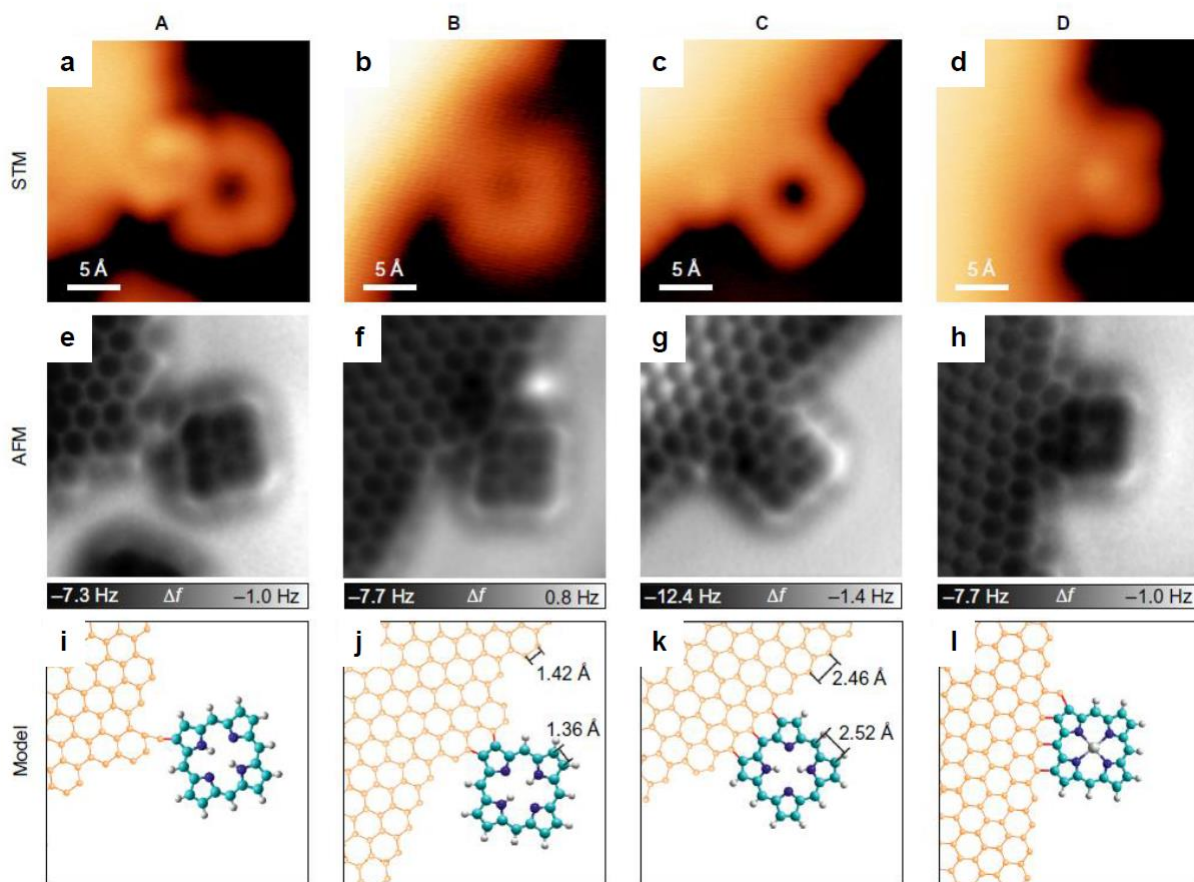 A B C D
a b c d
STM
5 Å 5 Å 5 Å 5 Å
e f g h
AFM
–7.3 Hz Δf –1.0 Hz –7.7 Hz Δf 0.8 Hz –12.4 Hz Δf –1.4 Hz –7.7 Hz Δf –1.0 Hz
i j k l
Model
1.42 Å 2.46 Å
1.36 Å 2.52 Å